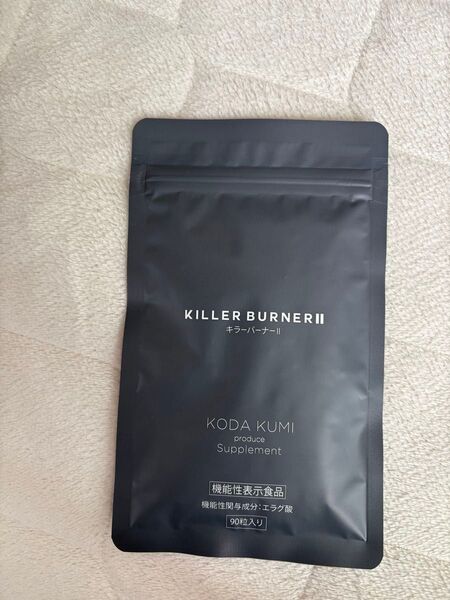 KILLER BURNERⅡ
キラーバーナーⅡ
KODA KUMI
produce
Supplement
機能性表示食品
機能性関与成分:エラグ酸
90粒入り